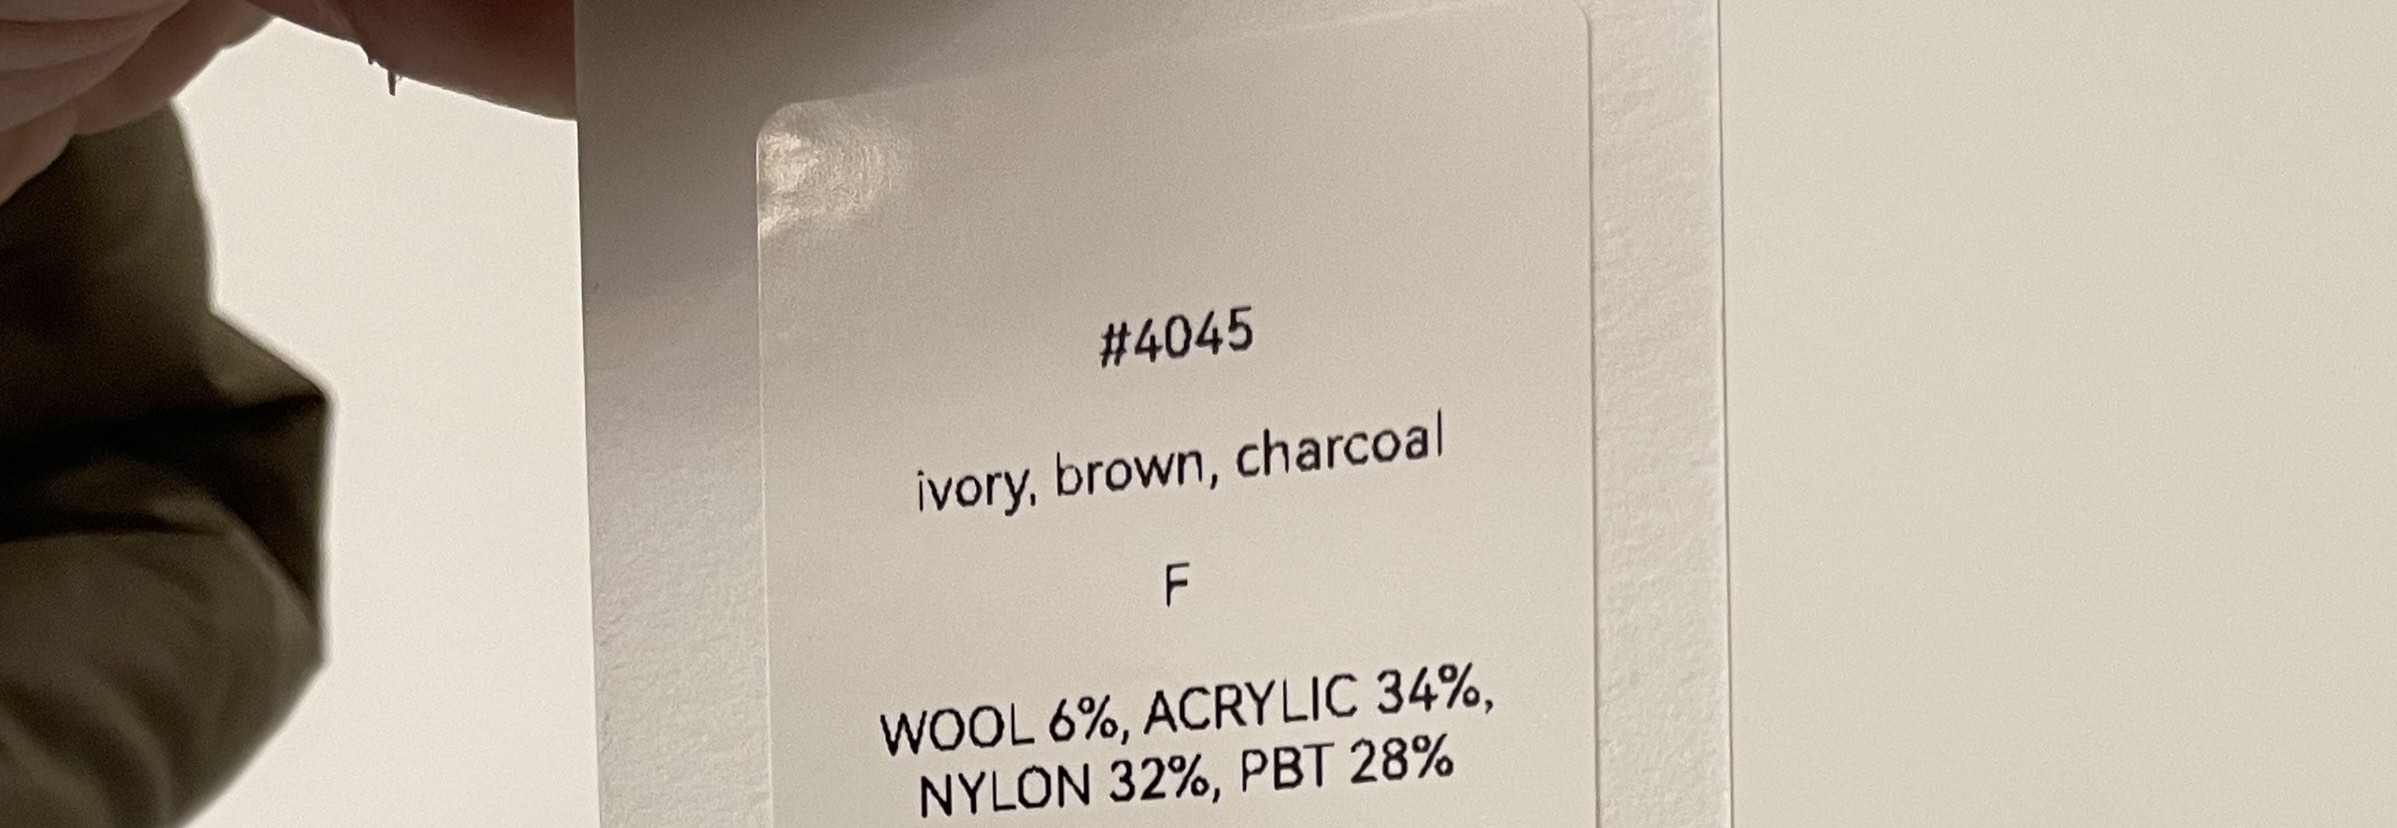 #4045
ivory, brown, charcoal
F
WOOL 6%, ACRYLIC 34%,
NYLON 32%, PBT 28%